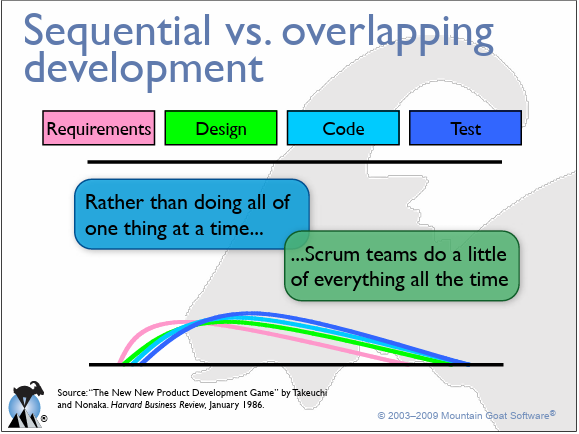 Sequential vs. overlapping
development
Requirements
Design
Code
Test
Rather than doing all of
one thing at a time...
...Scrum teams do a little
of everything all the time
Source: “The New New Product Development Game” by Takeuchi
and Nonaka. Harvard Business Review, January 1986.
®
© 2003–2009 Mountain Goat Software®